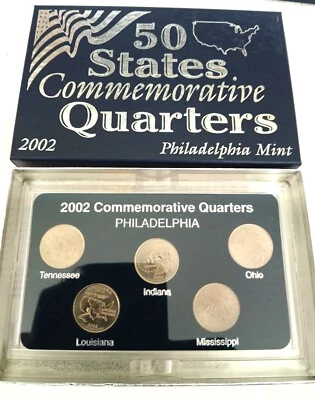 50
States
Commemorative
Quarters
2002 Philadelphia Mint
2002 Commemorative Quarters
PHILADELPHIA
Tennessee
Indiana
Ohio
Louisiana
Mississippi